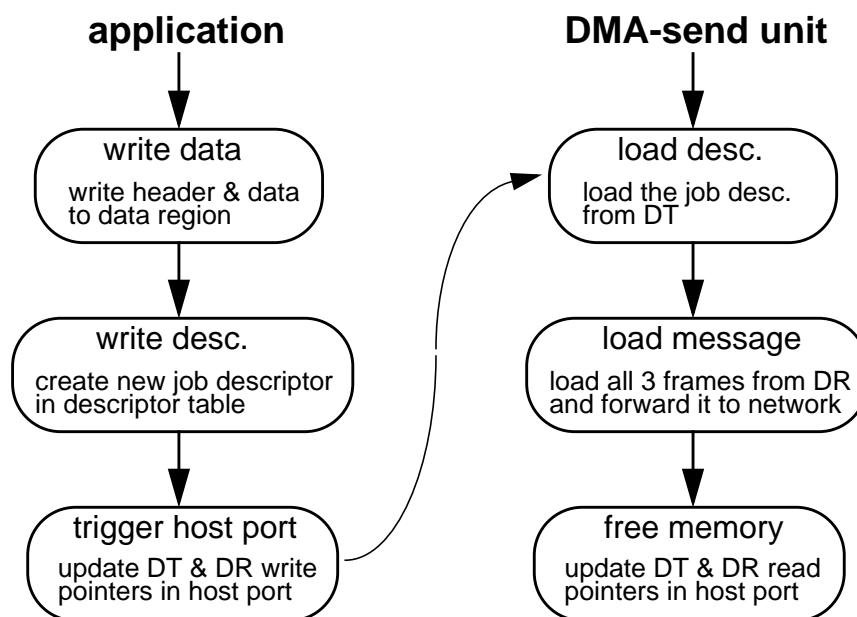 application
write data
write header & data
to data region
write desc.
create new job descriptor
in descriptor table
trigger host port
update DT & DR write
pointers in host port
DMA-send unit
load desc.
load the job desc.
from DT
load message
load all 3 frames from DR
and forward it to network
free memory
update DT & DR read
pointers in host port